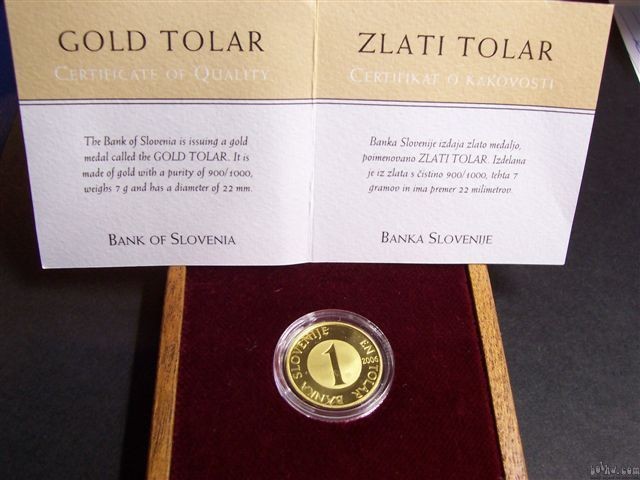 GOLD TOLAR
CERTIFICATE OF QUALITY
The Bank of Slovenia is issuing a gold
medal called the GOLD TOLAR. It is
made of gold with a purity of 900/1000,
weighs 7 g and has a diameter of 22 mm.
BANK OF SLOVENIA
ZLATI TOLAR
CERTIFIKAT O KAKOVOSTI
Banka Slovenije izdaja zlato medaljo,
poimenovano ZLATI TOLAR. Izdelana
je iz zlata s čistino 900/1000, tehta 7
gramov in ima premer 22 milimetrov.
BANKA SLOVENIJE
BANKA SLOVENIJE
EN TOLAR
1
bolha.com